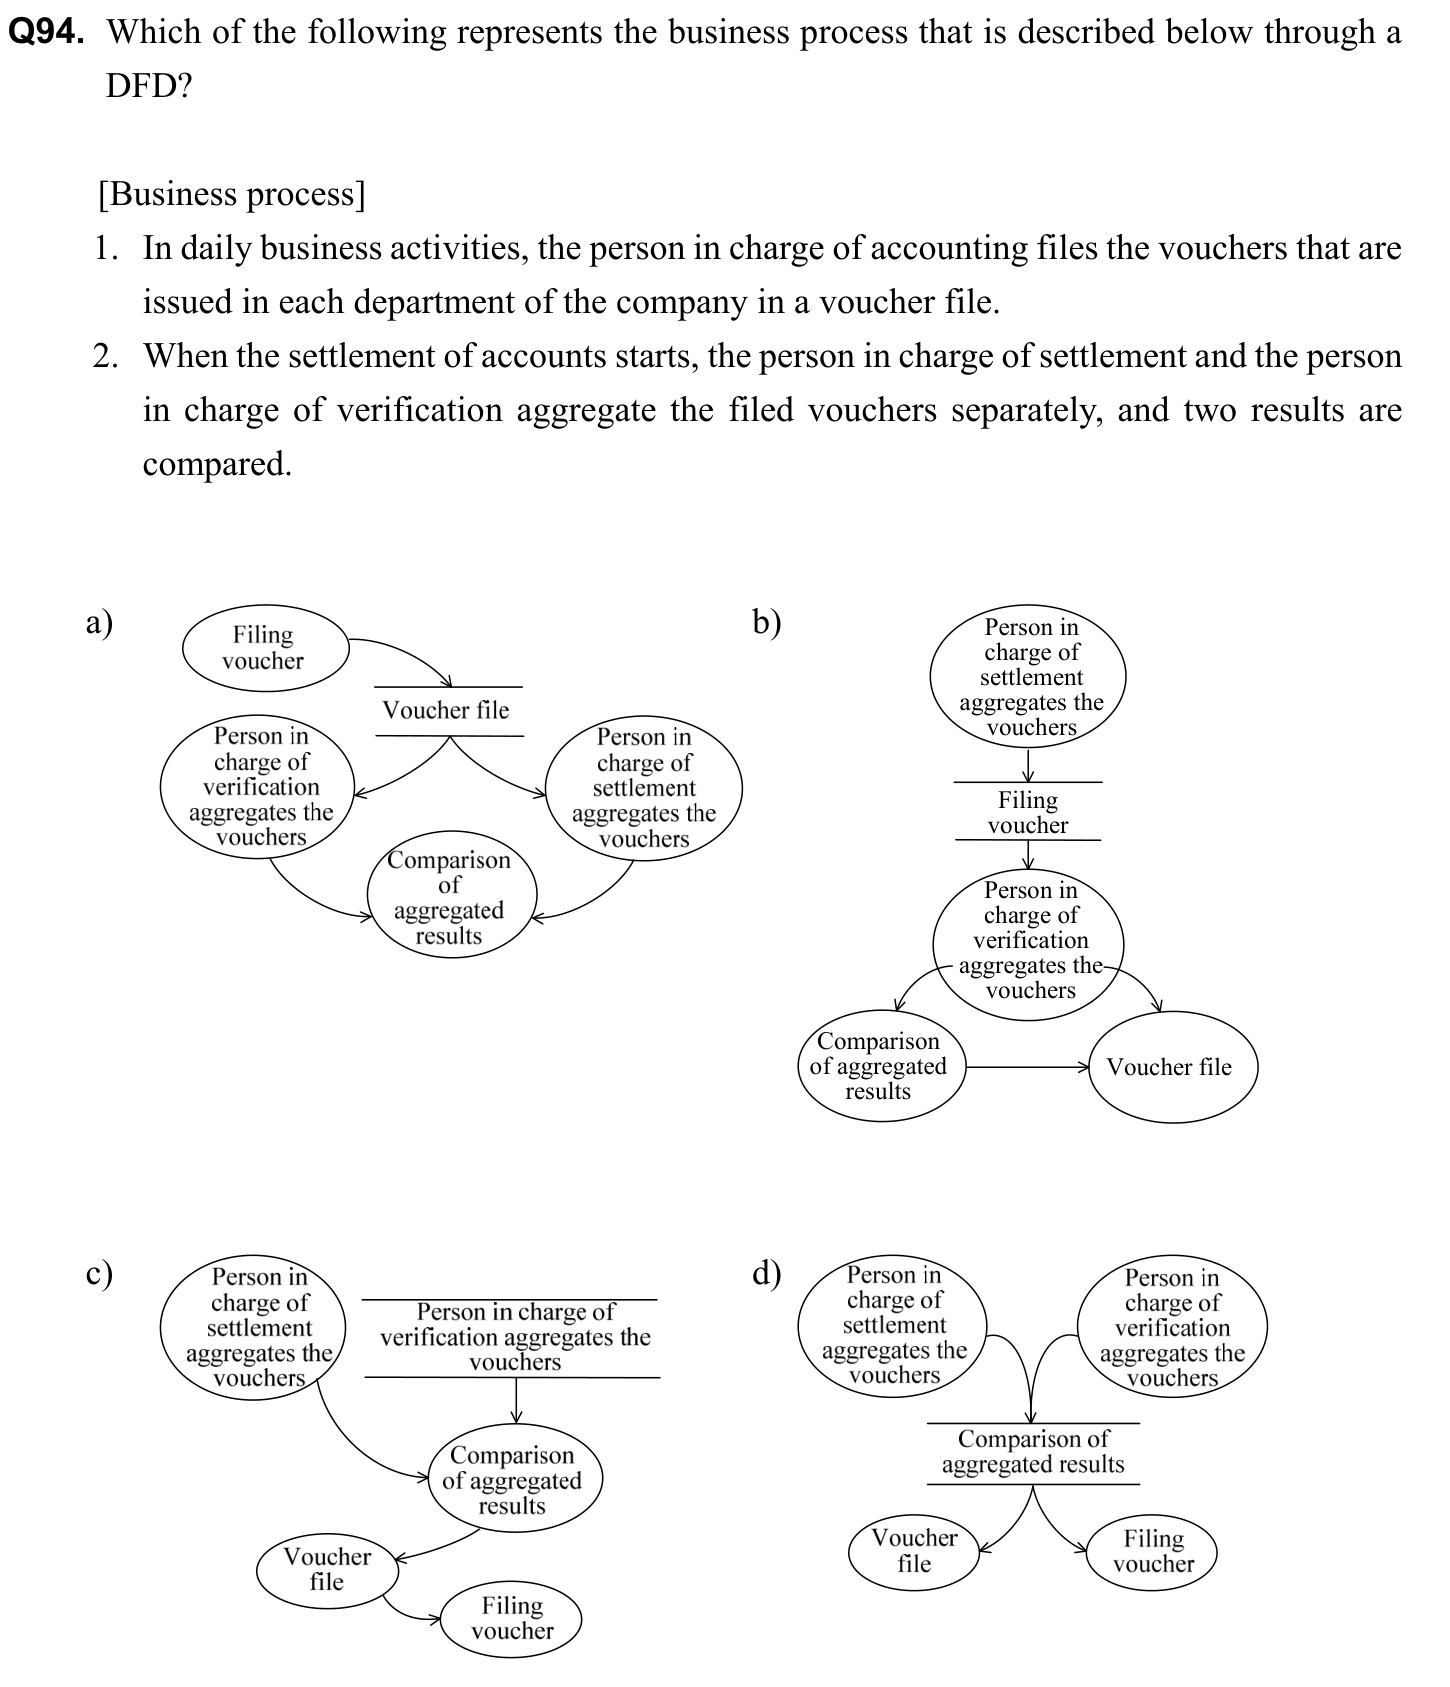 Q94. Which of the following represents the business process that is described below through a
DFD?
[Business process]
1. In daily business activities, the person in charge of accounting files the vouchers that are
issued in each department of the company in a voucher file.
2. When the settlement of accounts starts, the person in charge of settlement and the person
in charge of verification aggregate the filed vouchers separately, and two results are
compared.
a)
Filing
voucher
Voucher file
Person in
charge of
verification
aggregates the
vouchers
Person in
charge of
settlement
aggregates the
vouchers
Comparison
of
aggregated
results
b)
Person in
charge of
settlement
aggregates the
vouchers
Filing
voucher
Person in
charge of
verification
aggregates the
vouchers
Comparison
of aggregated
results
Voucher file
c)
Person in
charge of
settlement
aggregates the
vouchers
Person in charge of
verification aggregates the
vouchers
Comparison
of aggregated
results
Voucher
file
Filing
voucher
d)
Person in
charge of
settlement
aggregates the
vouchers
Person in
charge of
verification
aggregates the
vouchers
Comparison of
aggregated results
Voucher
file
Filing
voucher